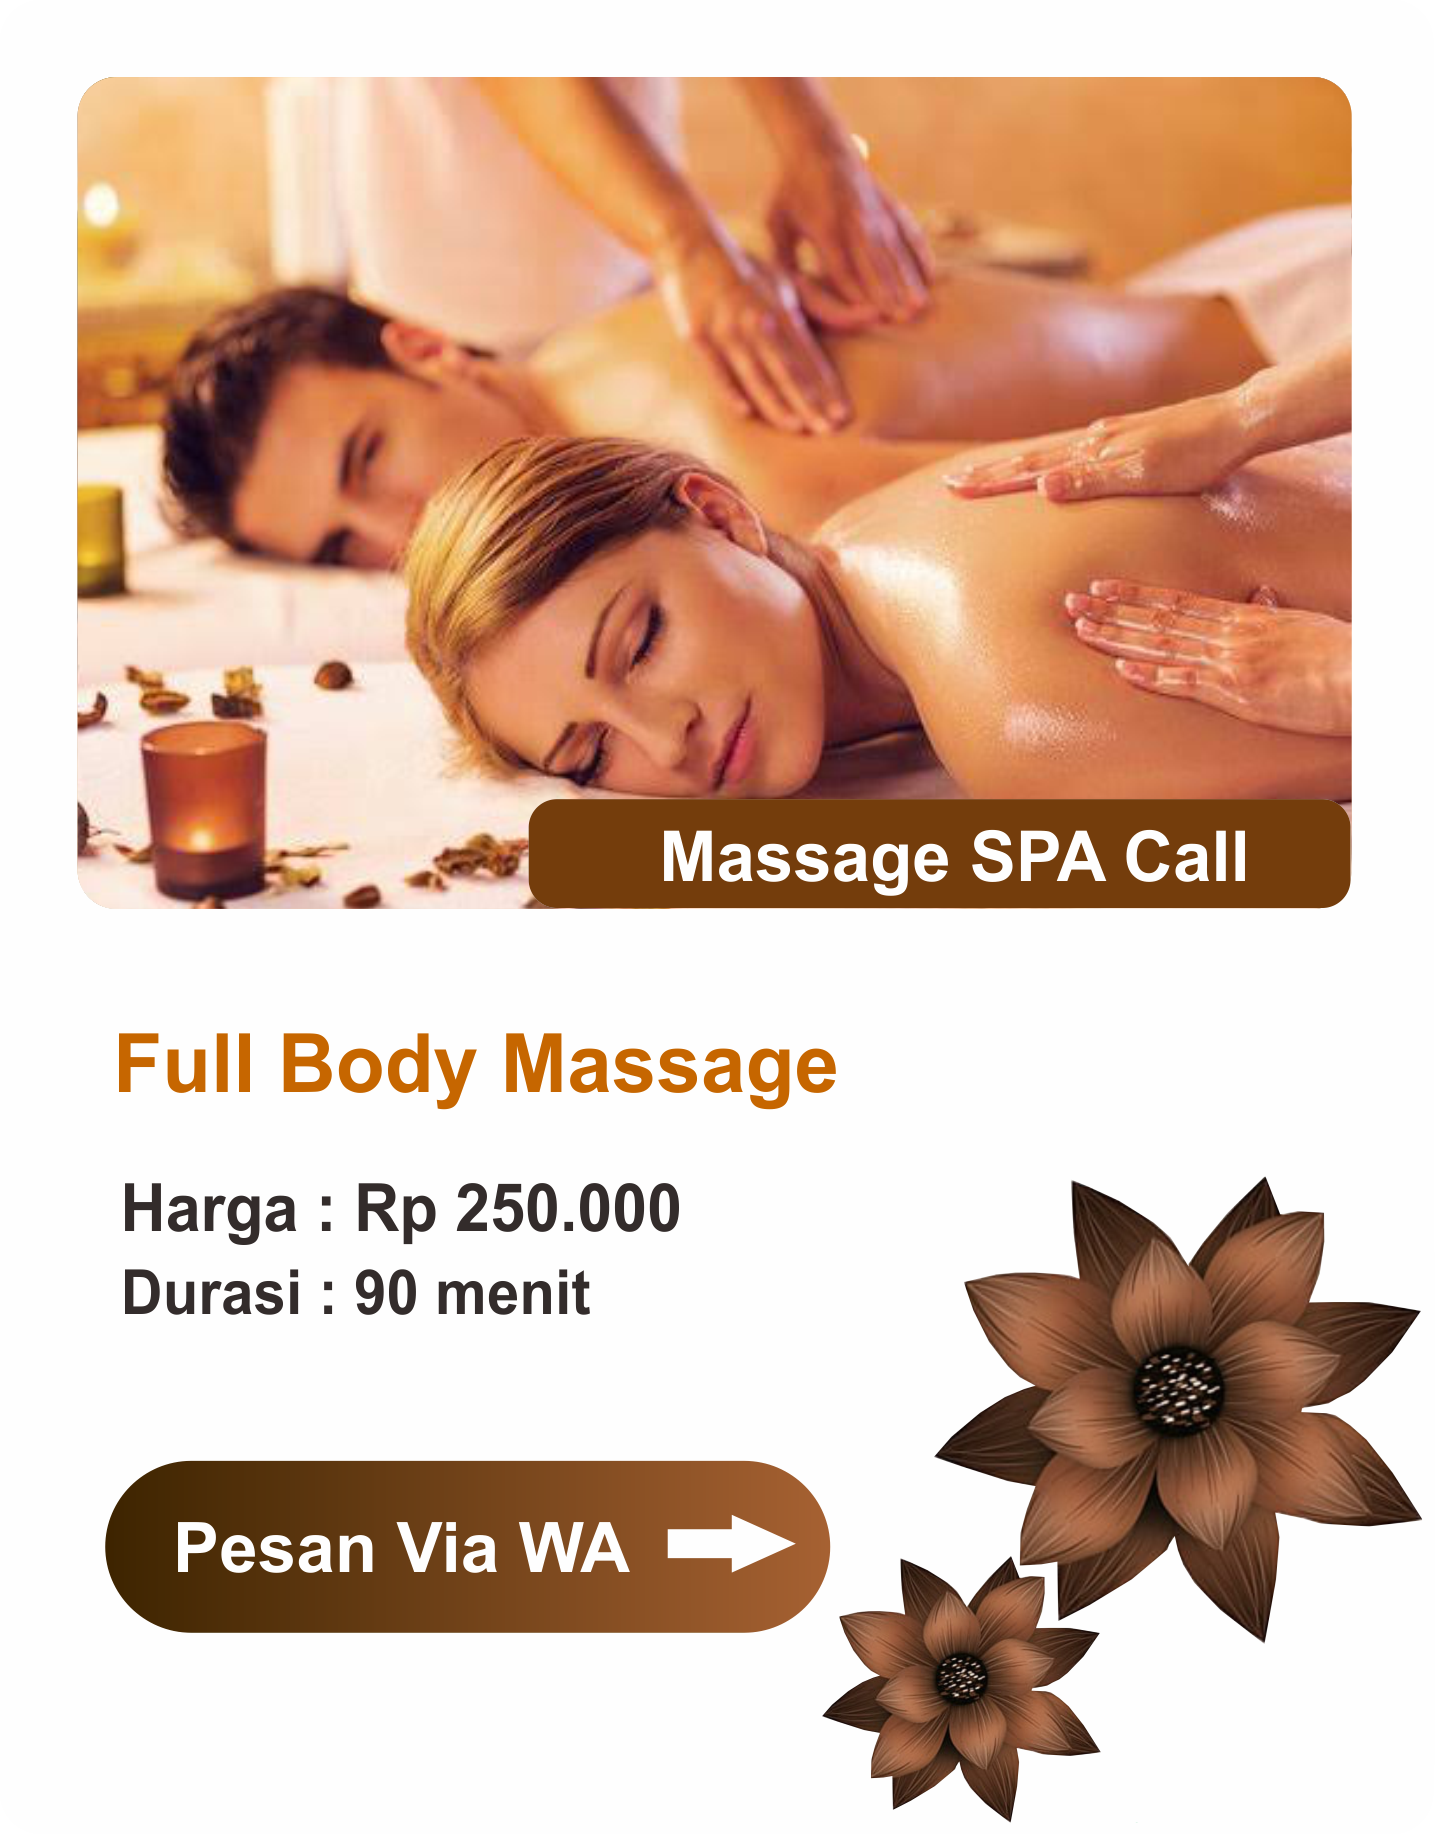 Massage SPA Call
Full Body Massage
Harga : Rp 250.000
Durasi : 90 menit
Pesan Via WA